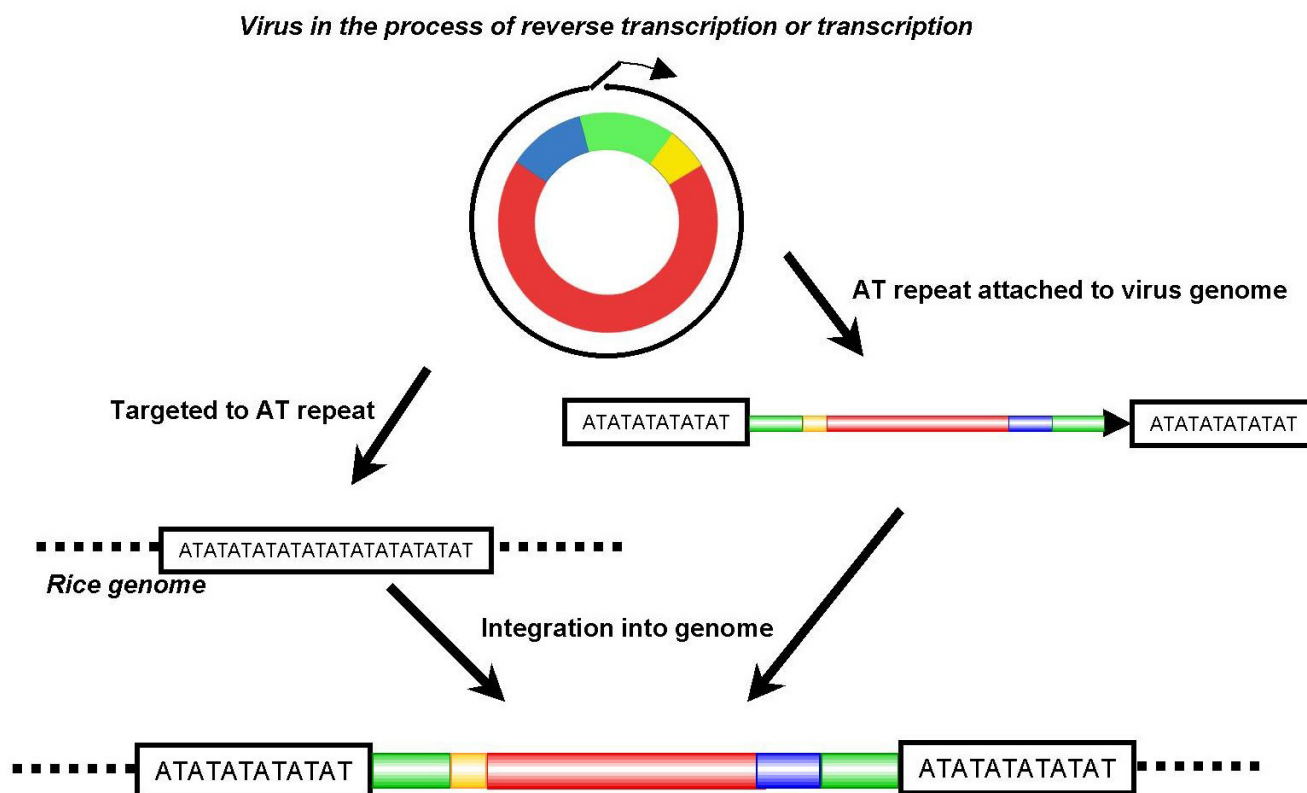 Virus in the process of reverse transcription or transcription
AT repeat attached to virus genome
Targeted to AT repeat
ATATATATATAT
ATATATATATAT
ATATATATATATATATATATATAT
Rice genome
Integration into genome
ATATATATATAT
ATATATATATAT